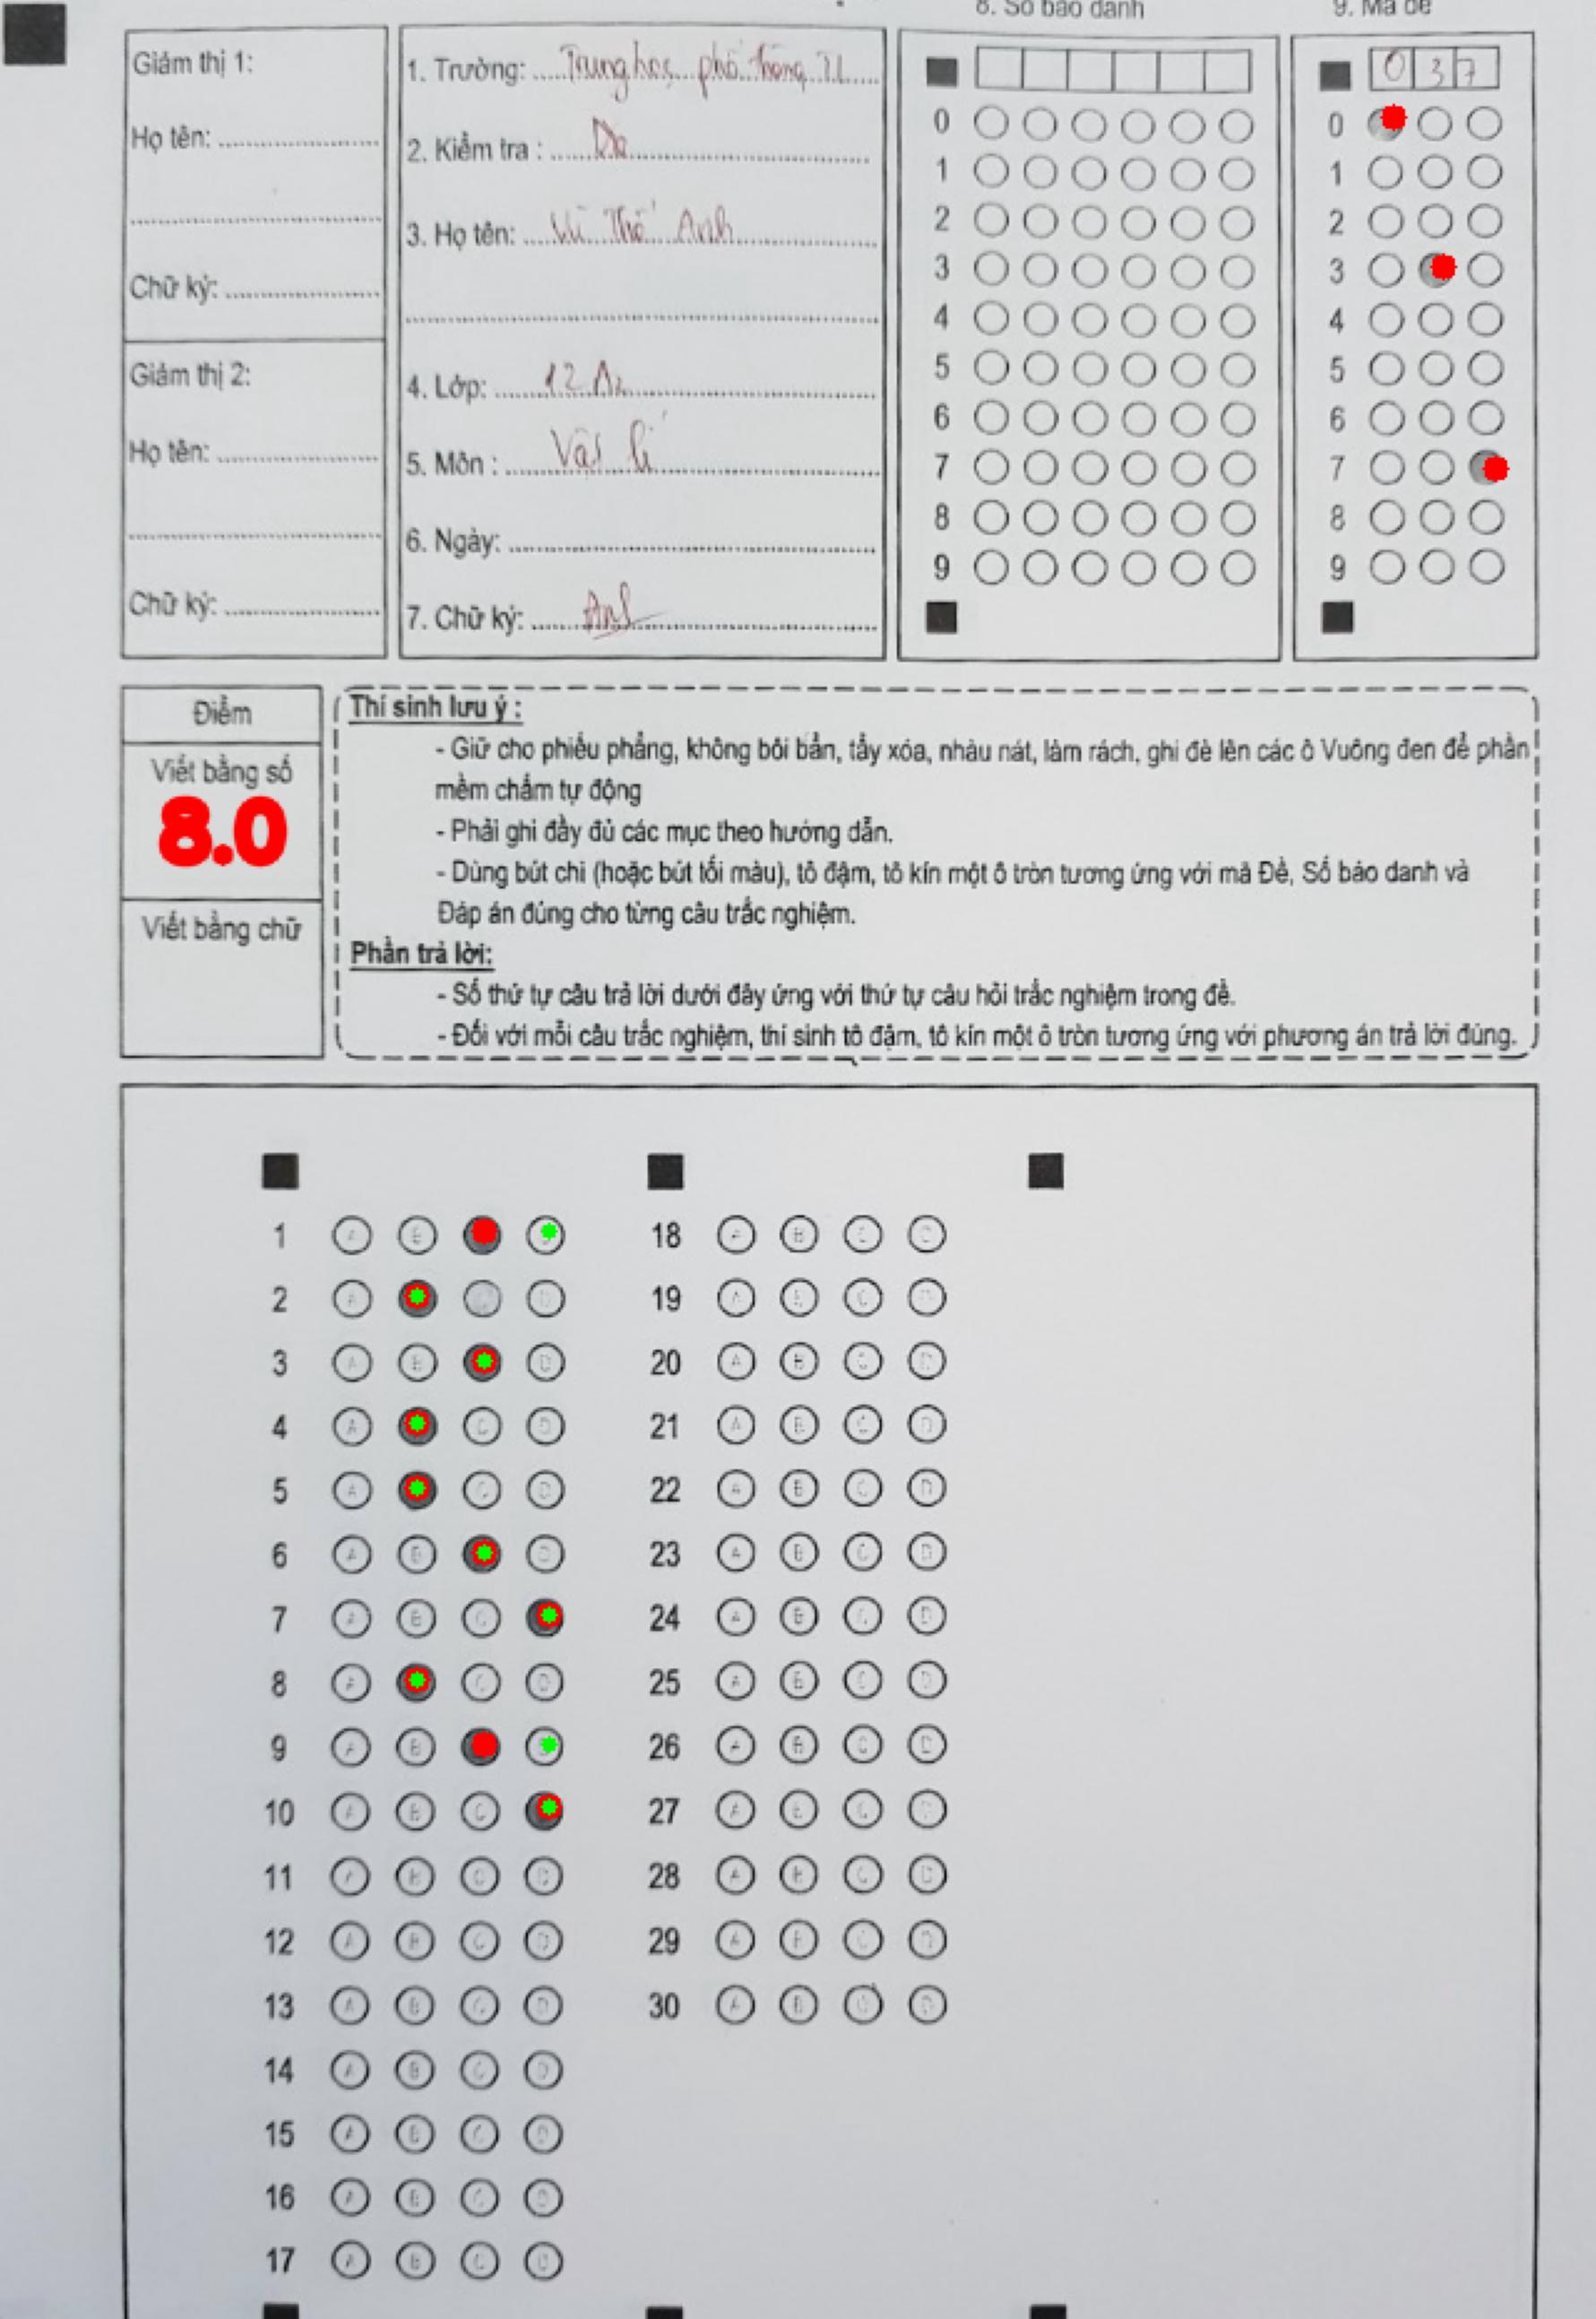 8. Số báo danh
9. Mã đề
Giám thị 1:
Họ tên:
Chữ ký:
Giám thị 2:
Họ tên:
Chữ ký:
1. Trường: Trung học phổ thông
2. Kiểm tra :
3. Họ tên: Vũ Thế Anh
4. Lớp: 12 A2
5. Môn : Vật lí
6. Ngày:
7. Chữ ký: Anh
0
1
2
3
4
5
6
7
8
9
0 3 7
0
1
2
3
4
5
6
7
8
9
Điểm
Viết bằng số
8.0
Viết bằng chữ
Thí sinh lưu ý :
- Giữ cho phiếu phẳng, không bôi bẩn, tẩy xóa, nhàu nát, làm rách, ghi đè lên các ô Vuông đen để phần
mềm chấm tự động
- Phải ghi đầy đủ các mục theo hướng dẫn.
- Dùng bút chì (hoặc bút tối màu), tô đậm, tô kín một ô tròn tương ứng với mã Đề, Số báo danh và
Đáp án đúng cho từng câu trắc nghiệm.
Phần trả lời:
- Số thứ tự câu trả lời dưới đây ứng với thứ tự câu hỏi trắc nghiệm trong đề.
- Đối với mỗi câu trắc nghiệm, thí sinh tô đậm, tô kín một ô tròn tương ứng với phương án trả lời đúng.
1 A B
2 A D
3 A B D
4 A C D
5 A C D
6 A B D
7 A B C
8 A C D
9 A B
10 A B C
11 A B C D
12 A B C D
13 A B C D
14 A B C D
15 A B C D
16 A B C D
17 A B C D
18 A B C D
19 A B C D
20 A B C D
21 A B C D
22 A B C D
23 A B C D
24 A B C D
25 A B C D
26 A B C D
27 A B C D
28 A B C D
29 A B C D
30 A B C D